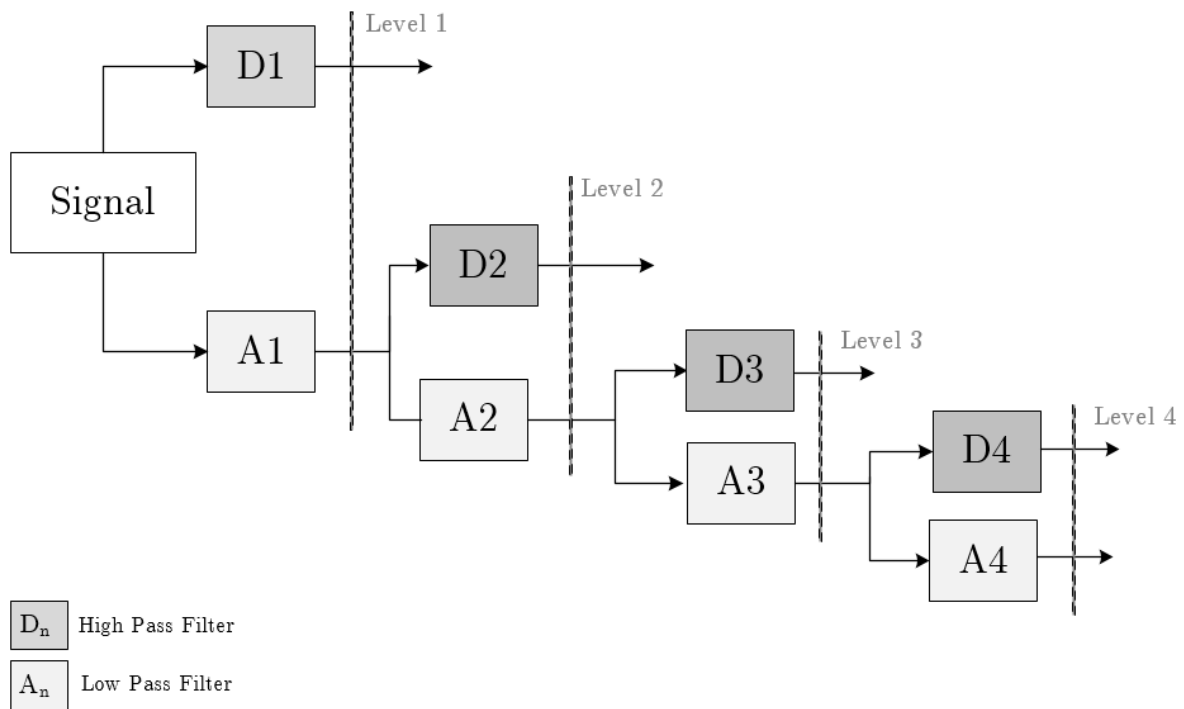 Level 1
D1
Signal
Level 2
D2
A1
Level 3
D3
A2
Level 4
D4
A3
A4
Dn
High Pass Filter
An
Low Pass Filter